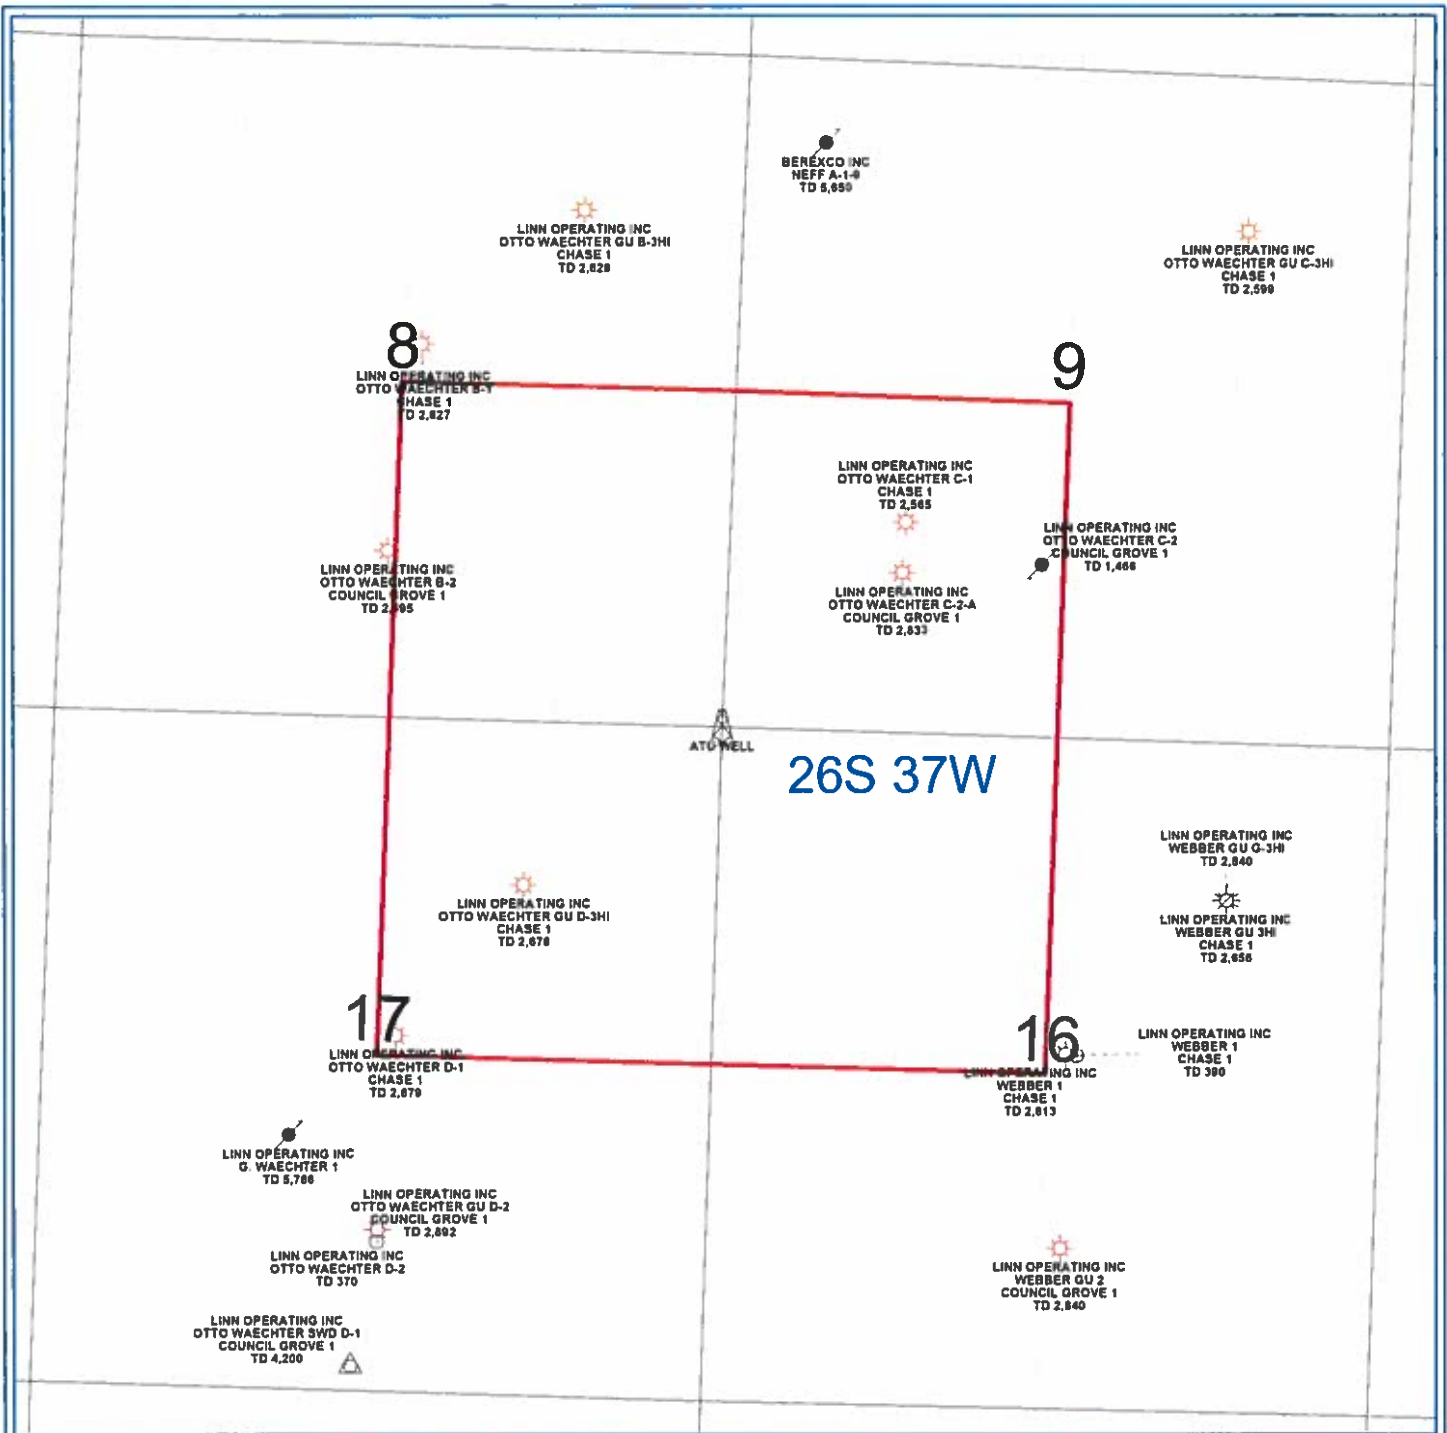 BEREXCO INC
NEFF A-1-9
TD 5,650
LINN OPERATING INC
OTTO WAECHTER GU B-3HI
CHASE 1
TD 2,628
LINN OPERATING INC
OTTO WAECHTER GU C-3HI
CHASE 1
TD 2,599
8
LINN OPERATING INC
OTTO WAECHTER B-1
CHASE 1
TD 2,627
9
LINN OPERATING INC
OTTO WAECHTER C-1
CHASE 1
TD 2,565
LINN OPERATING INC
OTTO WAECHTER C-2
COUNCIL GROVE 1
TD 1,466
LINN OPERATING INC
OTTO WAECHTER B-2
COUNCIL GROVE 1
TD
LINN OPERATING INC
OTTO WAECHTER C-2-A
COUNCIL GROVE 1
TD 2,833
ATU WELL
26S 37W
LINN OPERATING INC
WEBBER GU G-3HI
TD 2,840
LINN OPERATING INC
OTTO WAECHTER GU D-3HI
CHASE 1
TD 2,678
LINN OPERATING INC
WEBBER GU 3HI
CHASE 1
TD 2,656
17
LINN OPERATING INC
OTTO WAECHTER D-1
CHASE 1
TD 2,679
16
LINN OPERATING INC
WEBBER 1
CHASE 1
TD 2,613
LINN OPERATING INC
WEBBER 1
CHASE 1
TD 390
LINN OPERATING INC
G. WAECHTER 1
TD 5,766
LINN OPERATING INC
OTTO WAECHTER GU D-2
COUNCIL GROVE 1
TD 2,892
LINN OPERATING INC
OTTO WAECHTER D-2
TD 370
LINN OPERATING INC
WEBBER GU 2
COUNCIL GROVE 1
TD 2,840
LINN OPERATING INC
OTTO WAECHTER SWD D-1
COUNCIL GROVE 1
TD 4,200